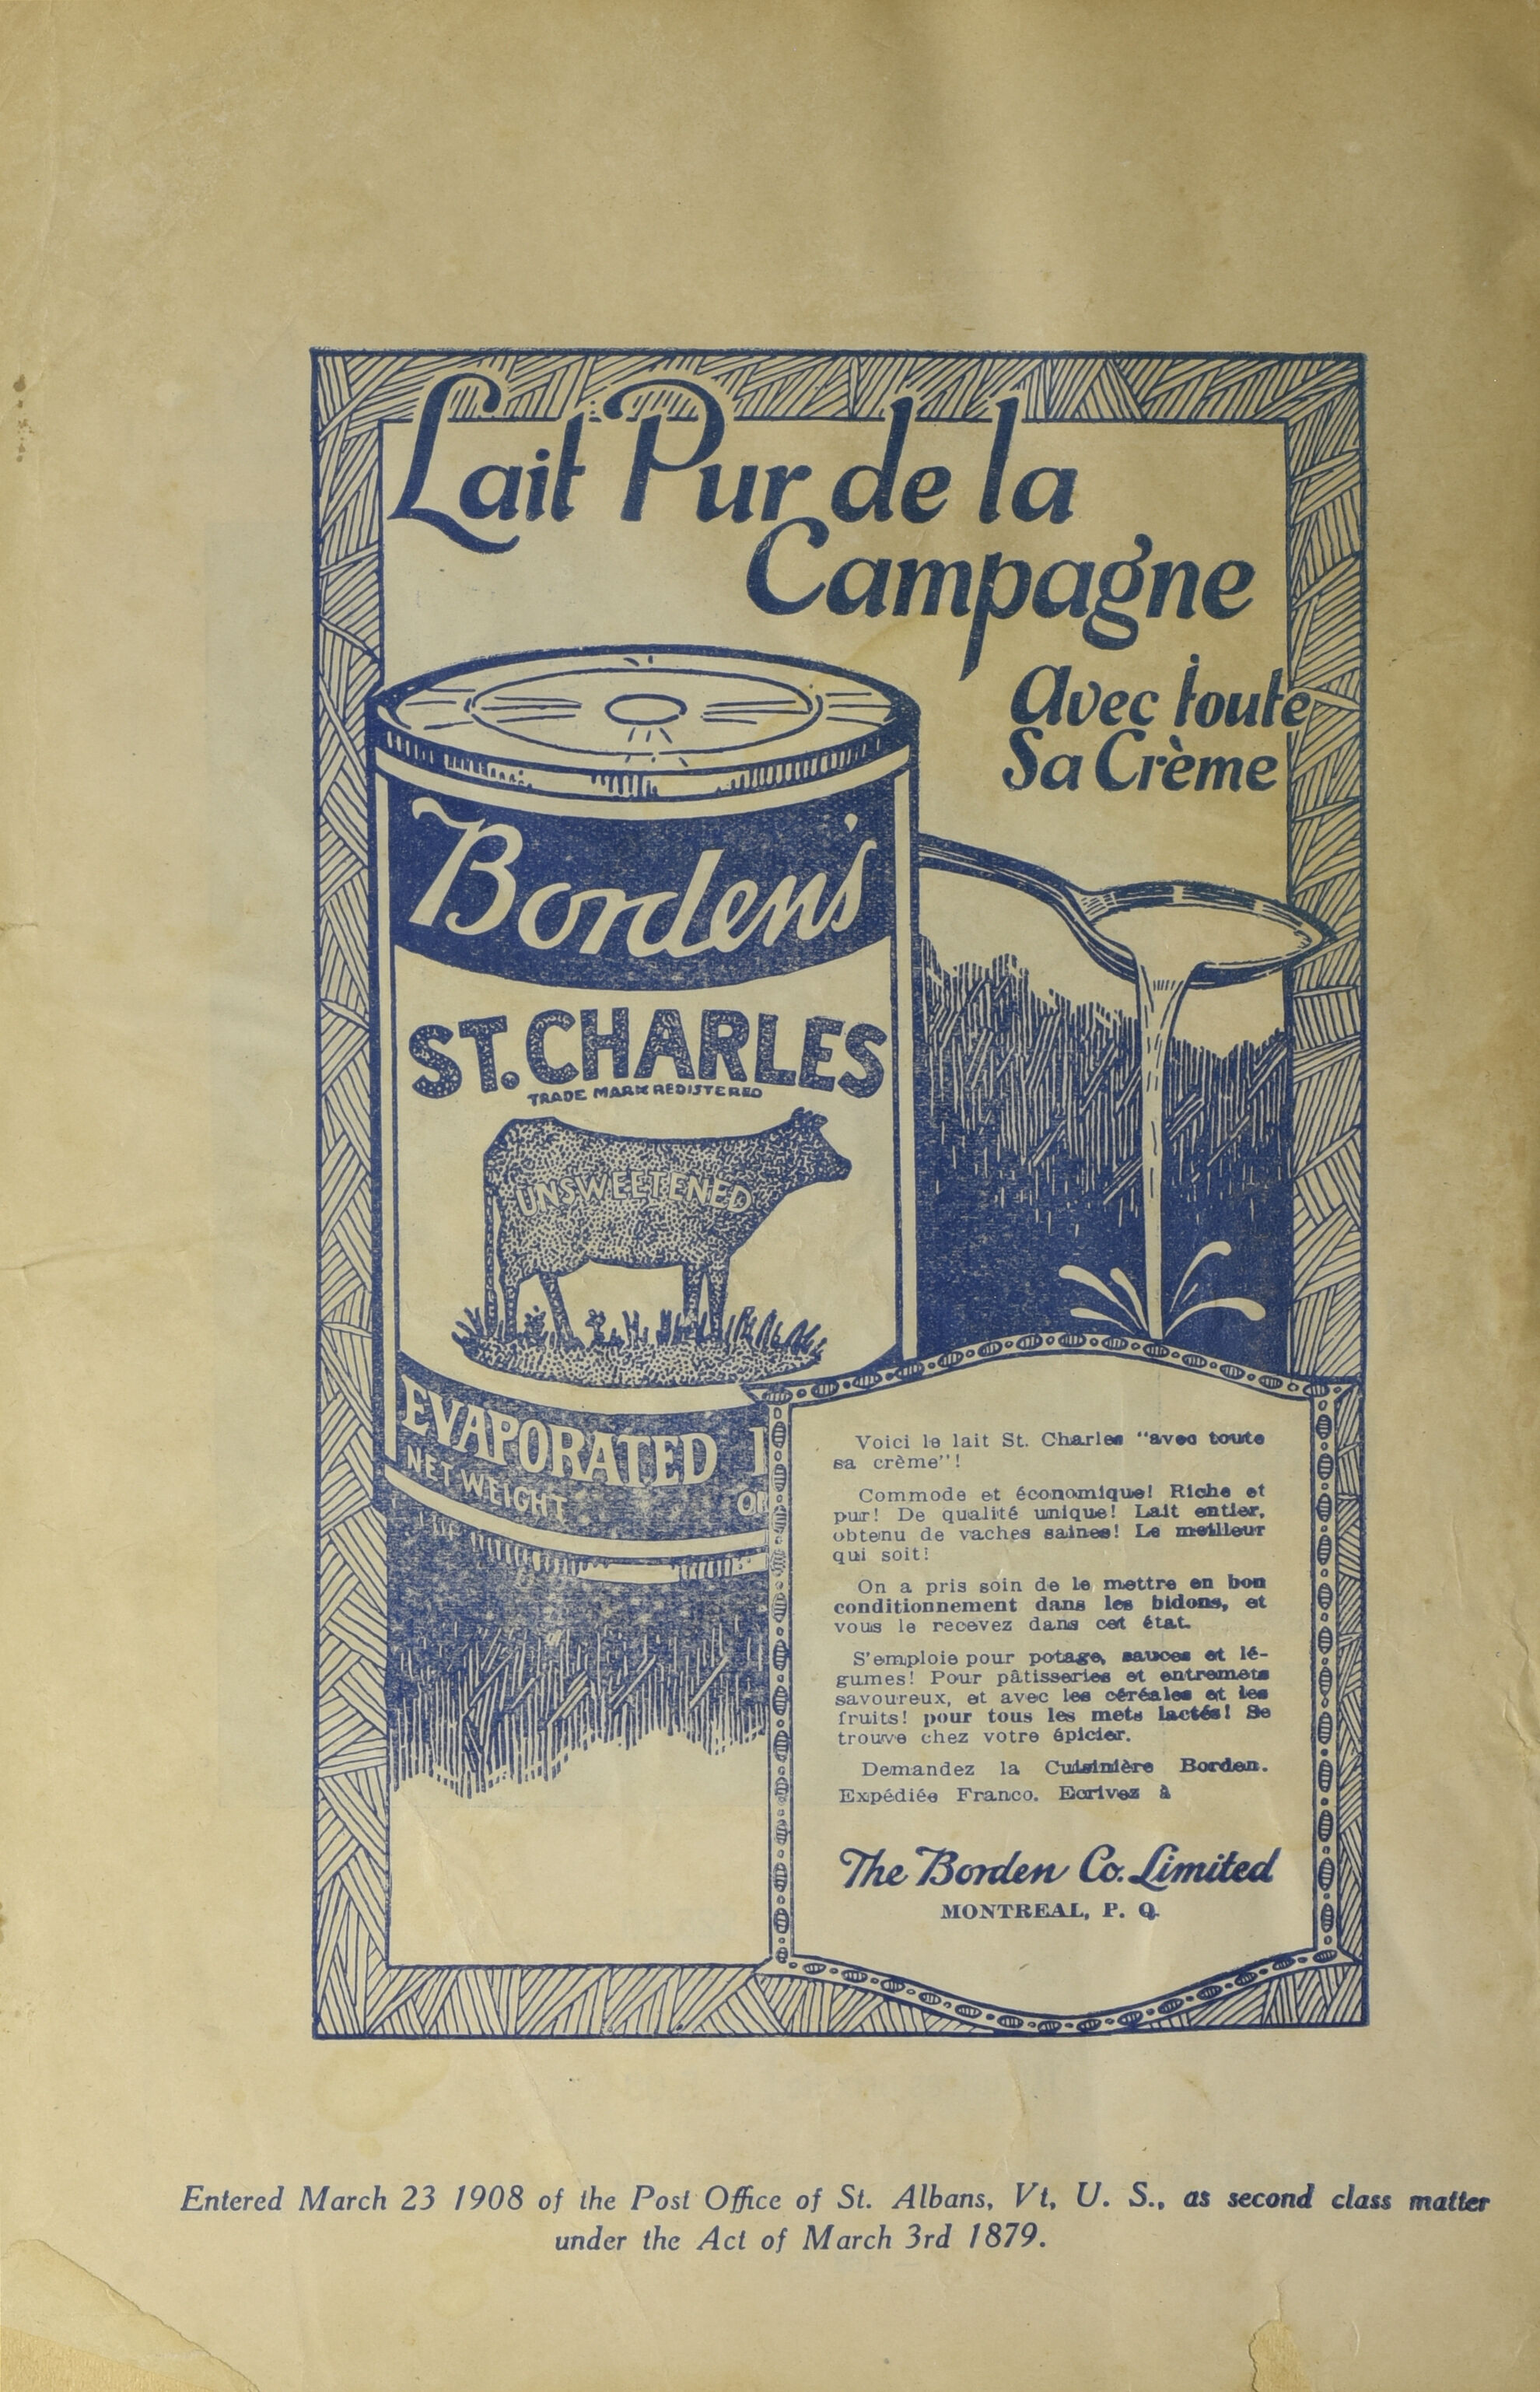 Lait Pur de la
Campagne
Avec toute
Sa Crème
Borden's
ST. CHARLES
TRADE MARK REGISTERED
UNSWEETENED
EVAPORATED
NET WEIGHT
Voici le lait St. Charles "avec toute
sa crème"!
Commode et économique! Riche et
pur! De qualité unique! Lait entier,
obtenu de vaches saines! Le meilleur
qui soit!
On a pris soin de le mettre en bon
conditionnement dans les bidons, et
vous le recevez dans cet état.
S'emploie pour potage, sauces et lé-
gumes! Pour pâtisseries et entremets
savoureux, et avec les céréales et les
fruits! pour tous les mets lactés! Se
trouve chez votre épicier.
Demandez la Cuisinière Borden.
Expédiée Franco. Ecrivez à
The Borden Co. Limited
MONTREAL, P. Q.
Entered March 23 1908 of the Post Office of St. Albans, Vt, U. S., as second class matter
under the Act of March 3rd 1879.